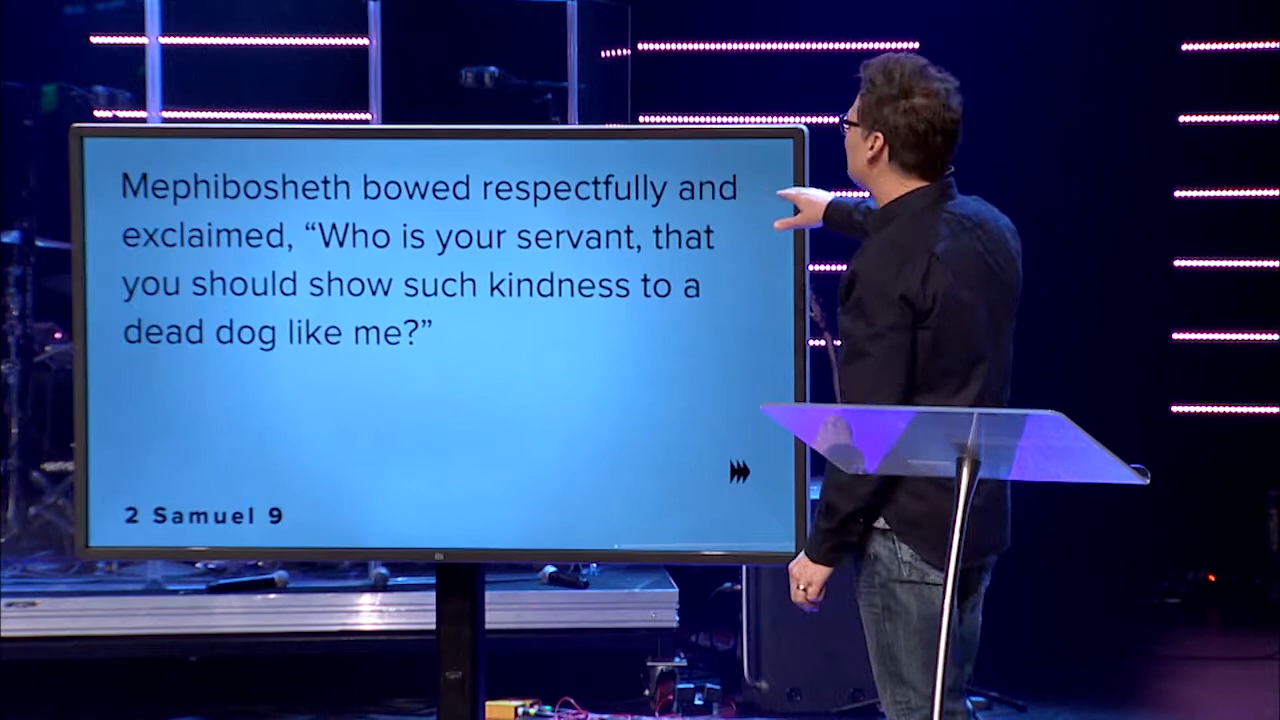 Mephibosheth bowed respectfully and
exclaimed, “Who is your servant, that
you should show such kindness to a
dead dog like me?”
2 Samuel 9